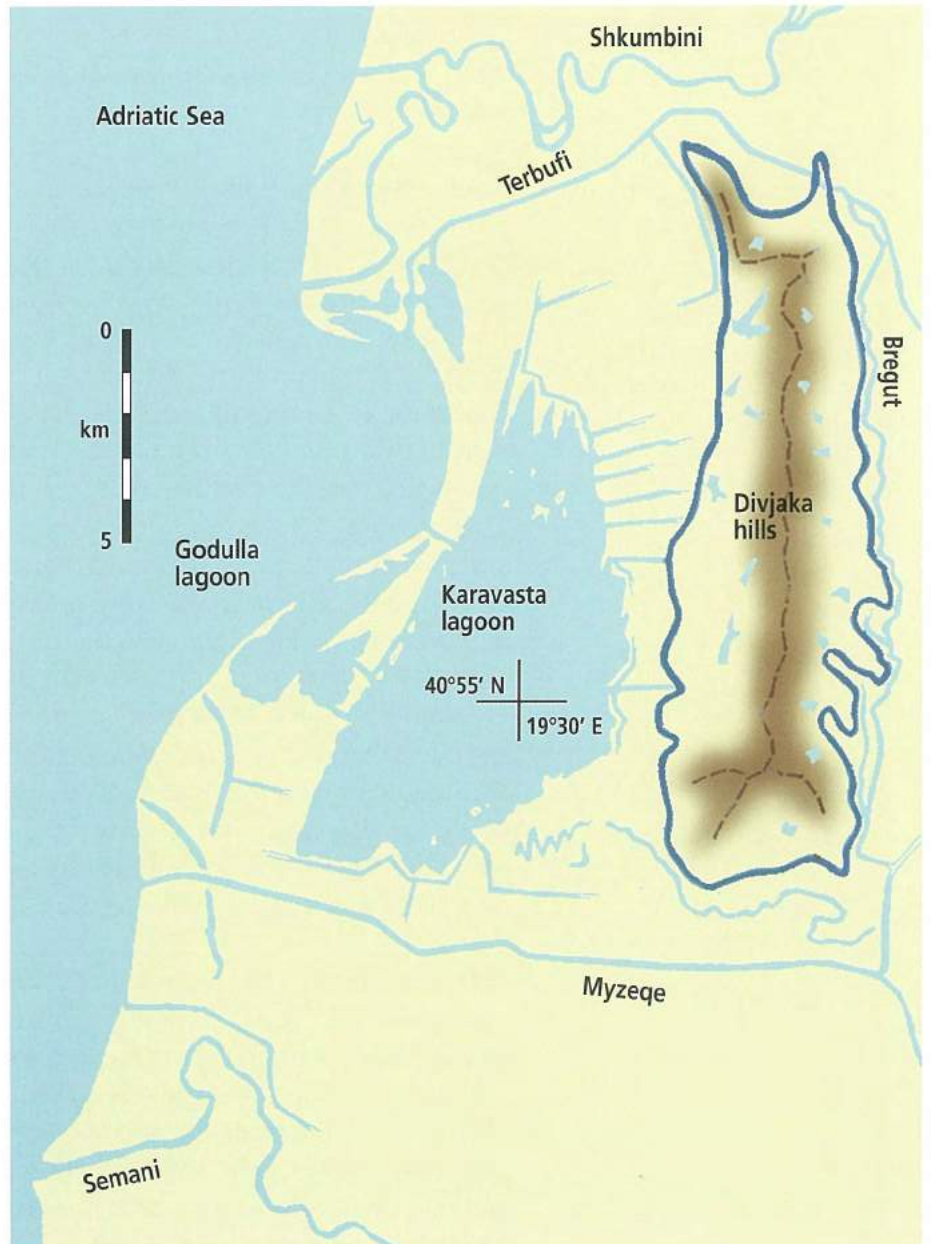 Shkumbini
Adriatic Sea
Terbufi
0
km
5
Bregut
Divjaka
hills
Godulla
lagoon
Karavasta
lagoon
40°55' N
19°30' E
Myzeqe
Semani